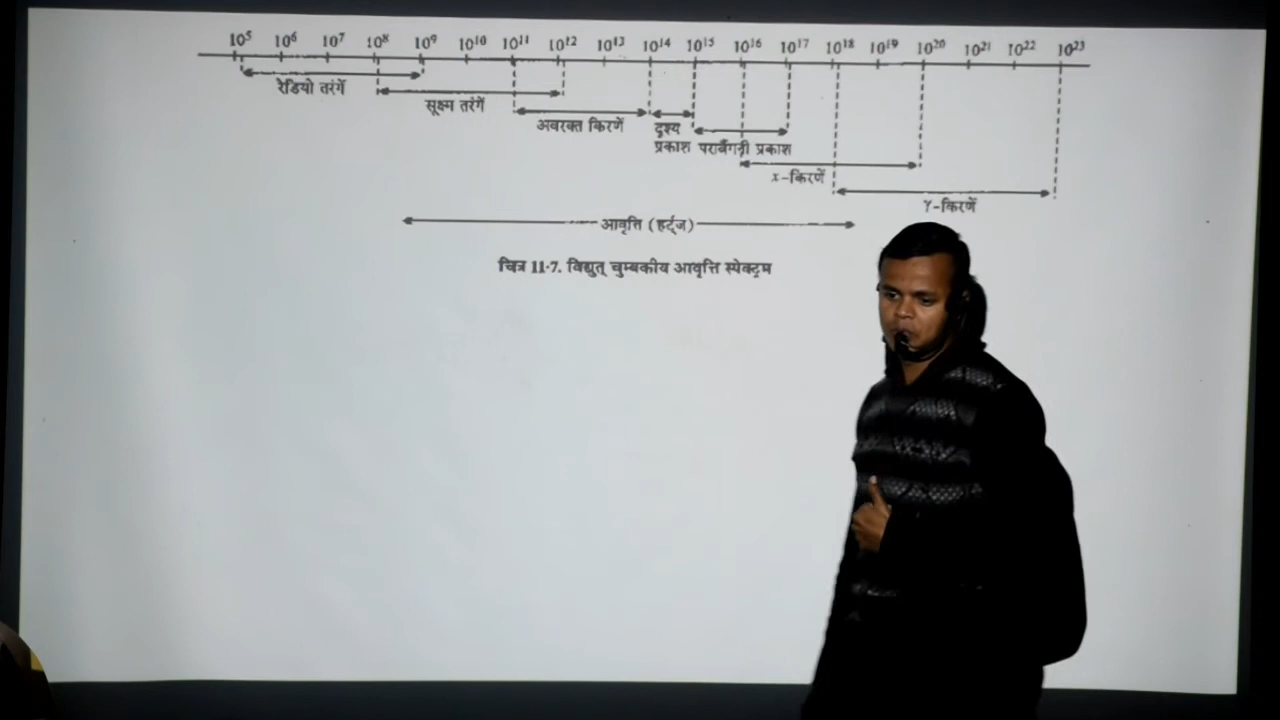 10⁵ 10⁶ 10⁷ 10⁸ 10⁹ 10¹⁰ 10¹¹ 10¹² 10¹³ 10¹⁴ 10¹⁵ 10¹⁶ 10¹⁷ 10¹⁸ 10¹⁹ 10²⁰ 10²¹ 10²² 10²³
रेडियो तरंगें
सूक्ष्म तरंगें
अवरक्त किरणें
दृश्य
प्रकाश
पराबैंगनी प्रकाश
x-किरणें
γ-किरणें
आवृत्ति (हर्ट्ज)
चित्र 11·7. विद्युत् चुम्बकीय आवृत्ति स्पेक्ट्रम